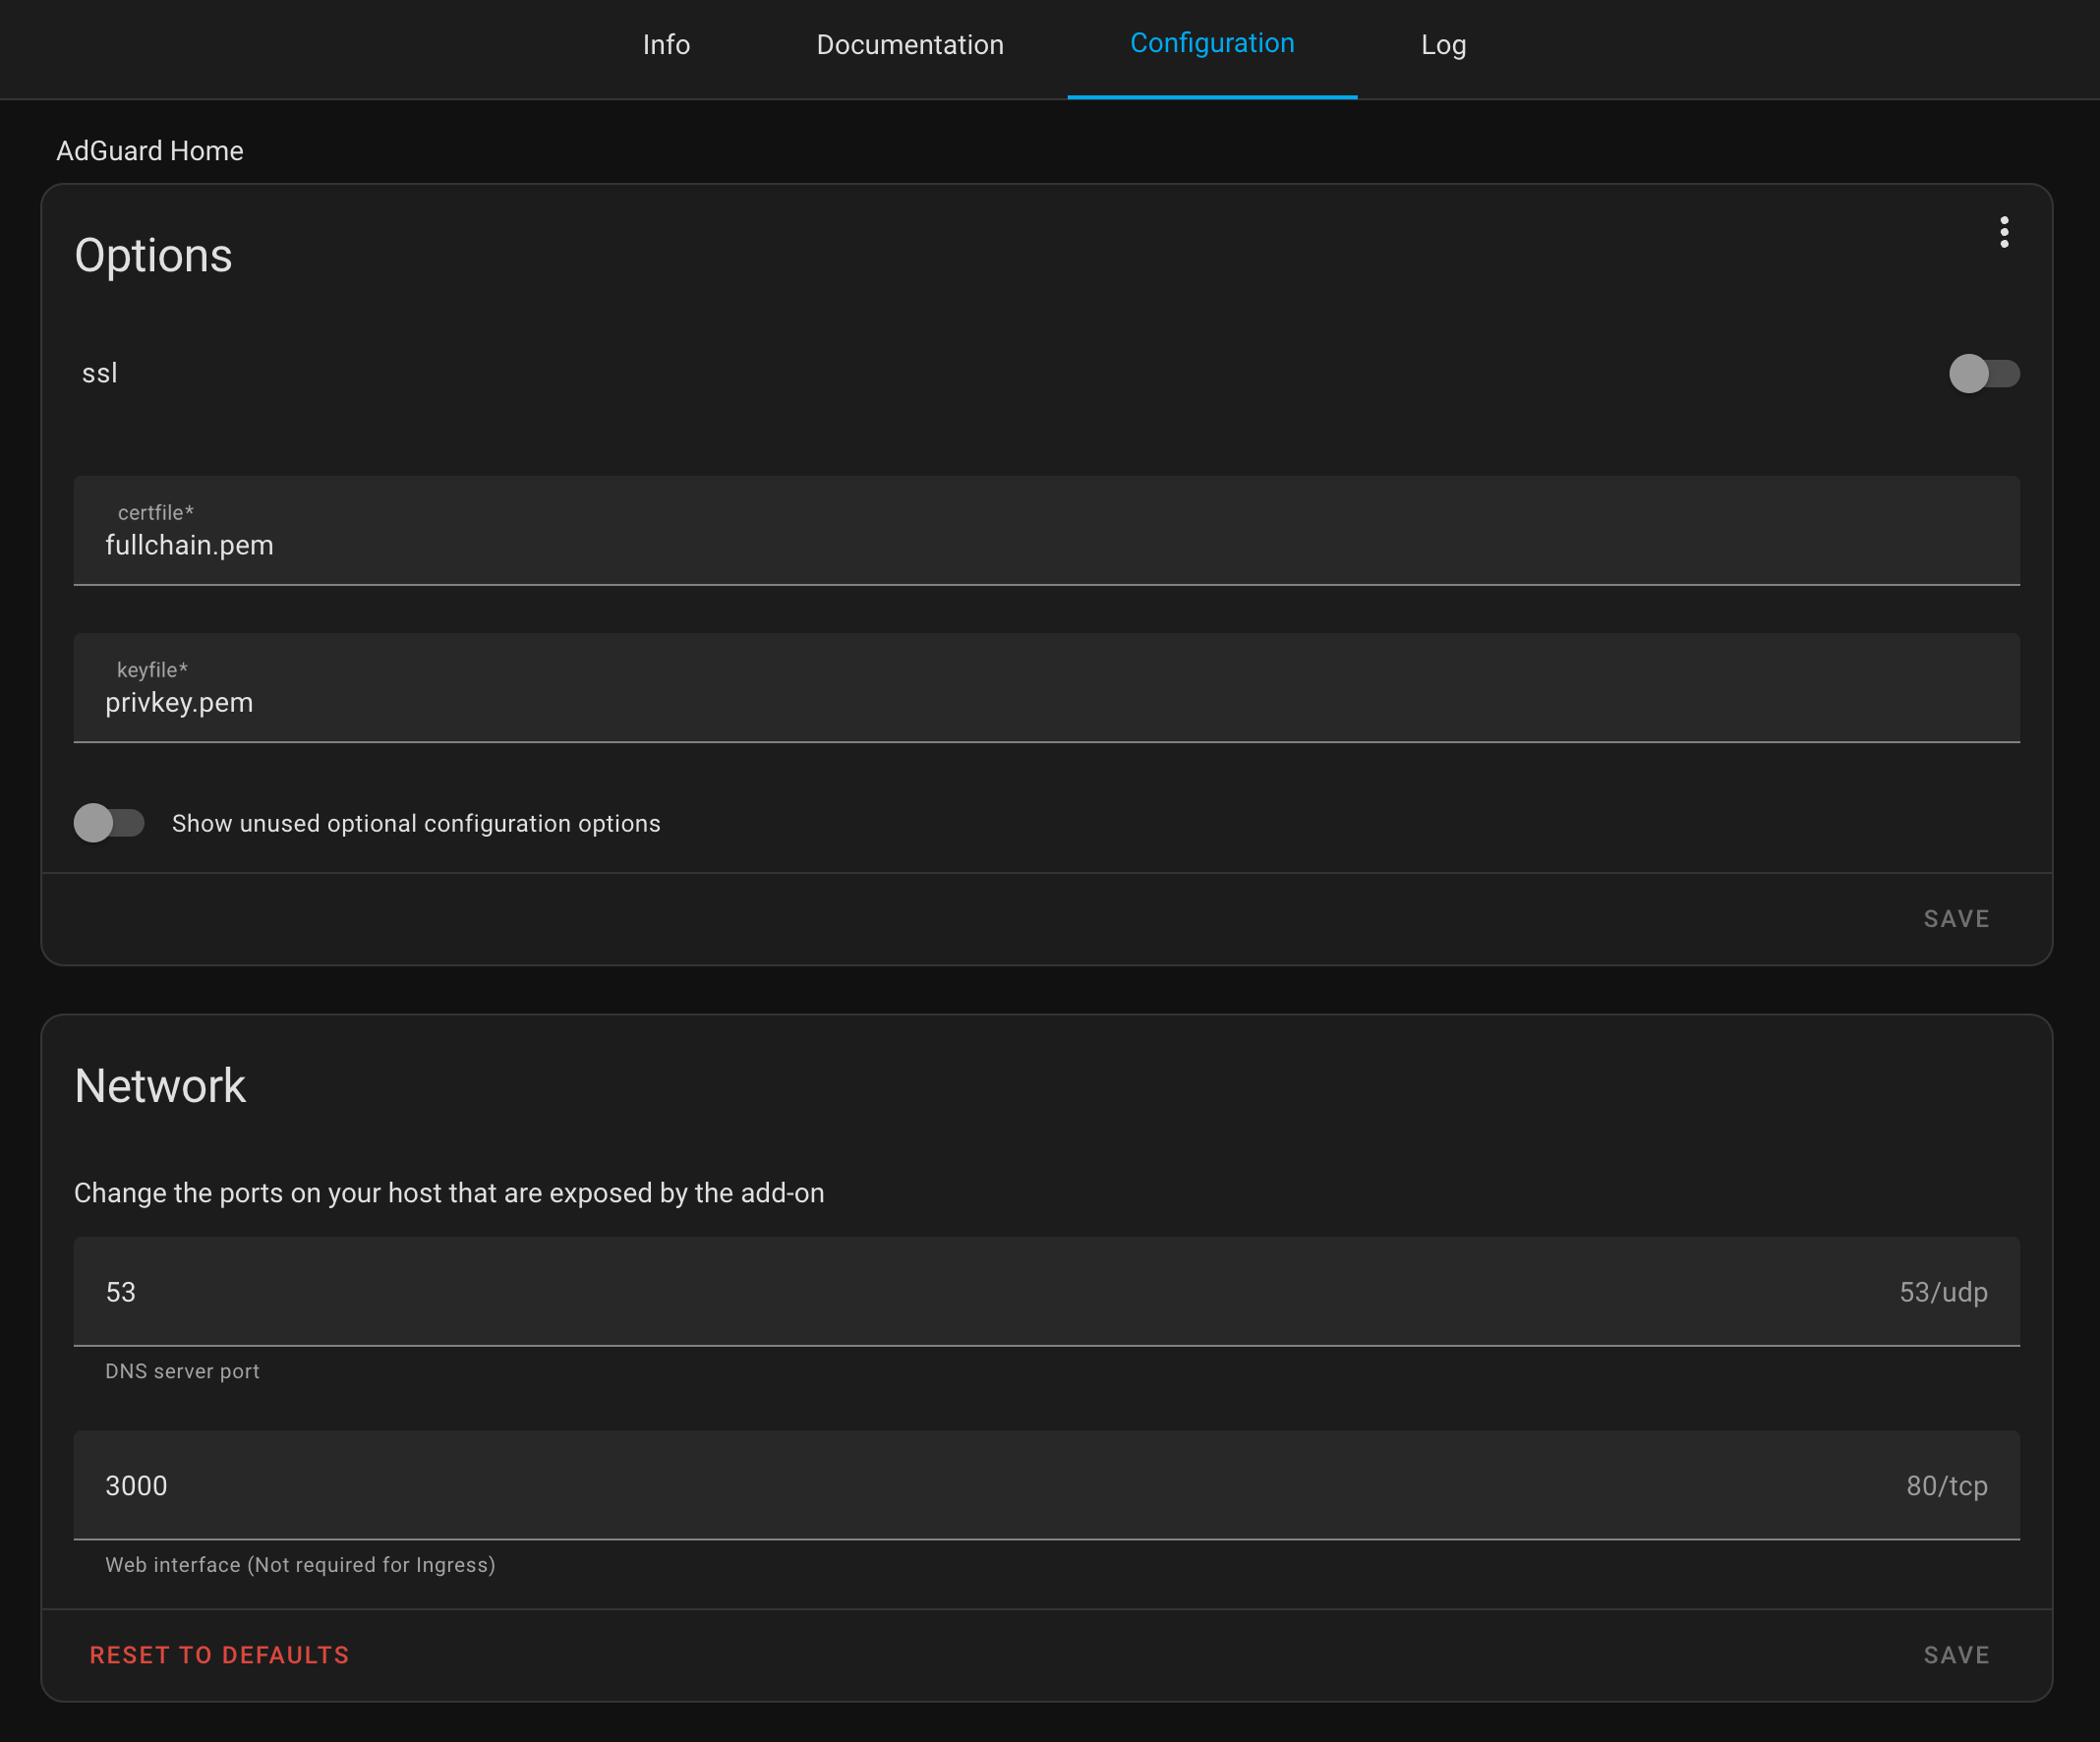 Info Documentation Configuration Log
AdGuard Home
Options
ssl
certfile*
fullchain.pem
keyfile*
privkey.pem
Show unused optional configuration options
SAVE
Network
Change the ports on your host that are exposed by the add-on
53 53/udp
DNS server port
3000 80/tcp
Web interface (Not required for Ingress)
RESET TO DEFAULTS SAVE